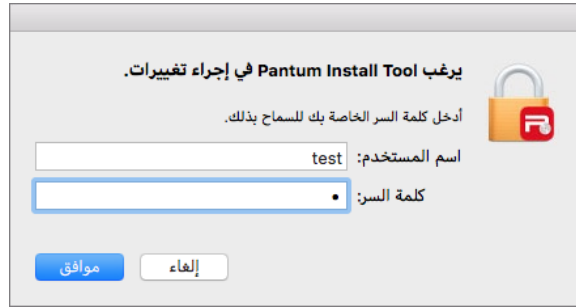 يرغب Pantum Install Tool في إجراء تغييرات.
أدخل كلمة السر الخاصة بك للسماح بذلك.
اسم المستخدم: test
كلمة السر: •
إلغاء موافق